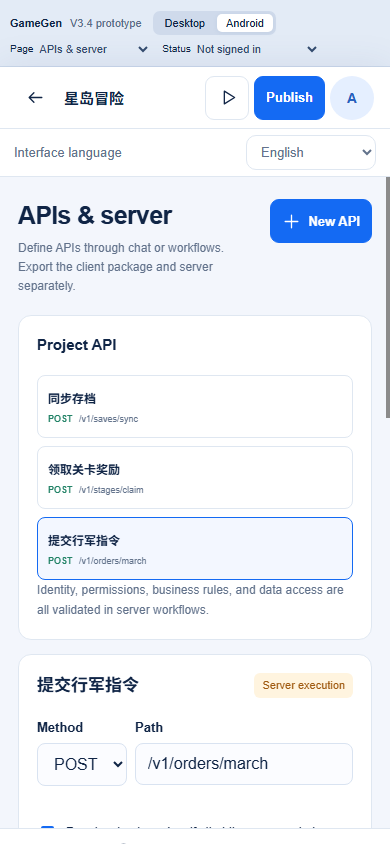 GameGen V3.4 prototype Desktop Android
Page APIs & server Status Not signed in
星岛冒险 Publish A
Interface language English
APIs & server
New API
Define APIs through chat or workflows.
Export the client package and server
separately.
Project API
同步存档
POST /v1/saves/sync
领取关卡奖励
POST /v1/stages/claim
提交行军指令
POST /v1/orders/march
Identity, permissions, business rules, and data access are
all validated in server workflows.
提交行军指令 Server execution
Method Path
POST /v1/orders/march